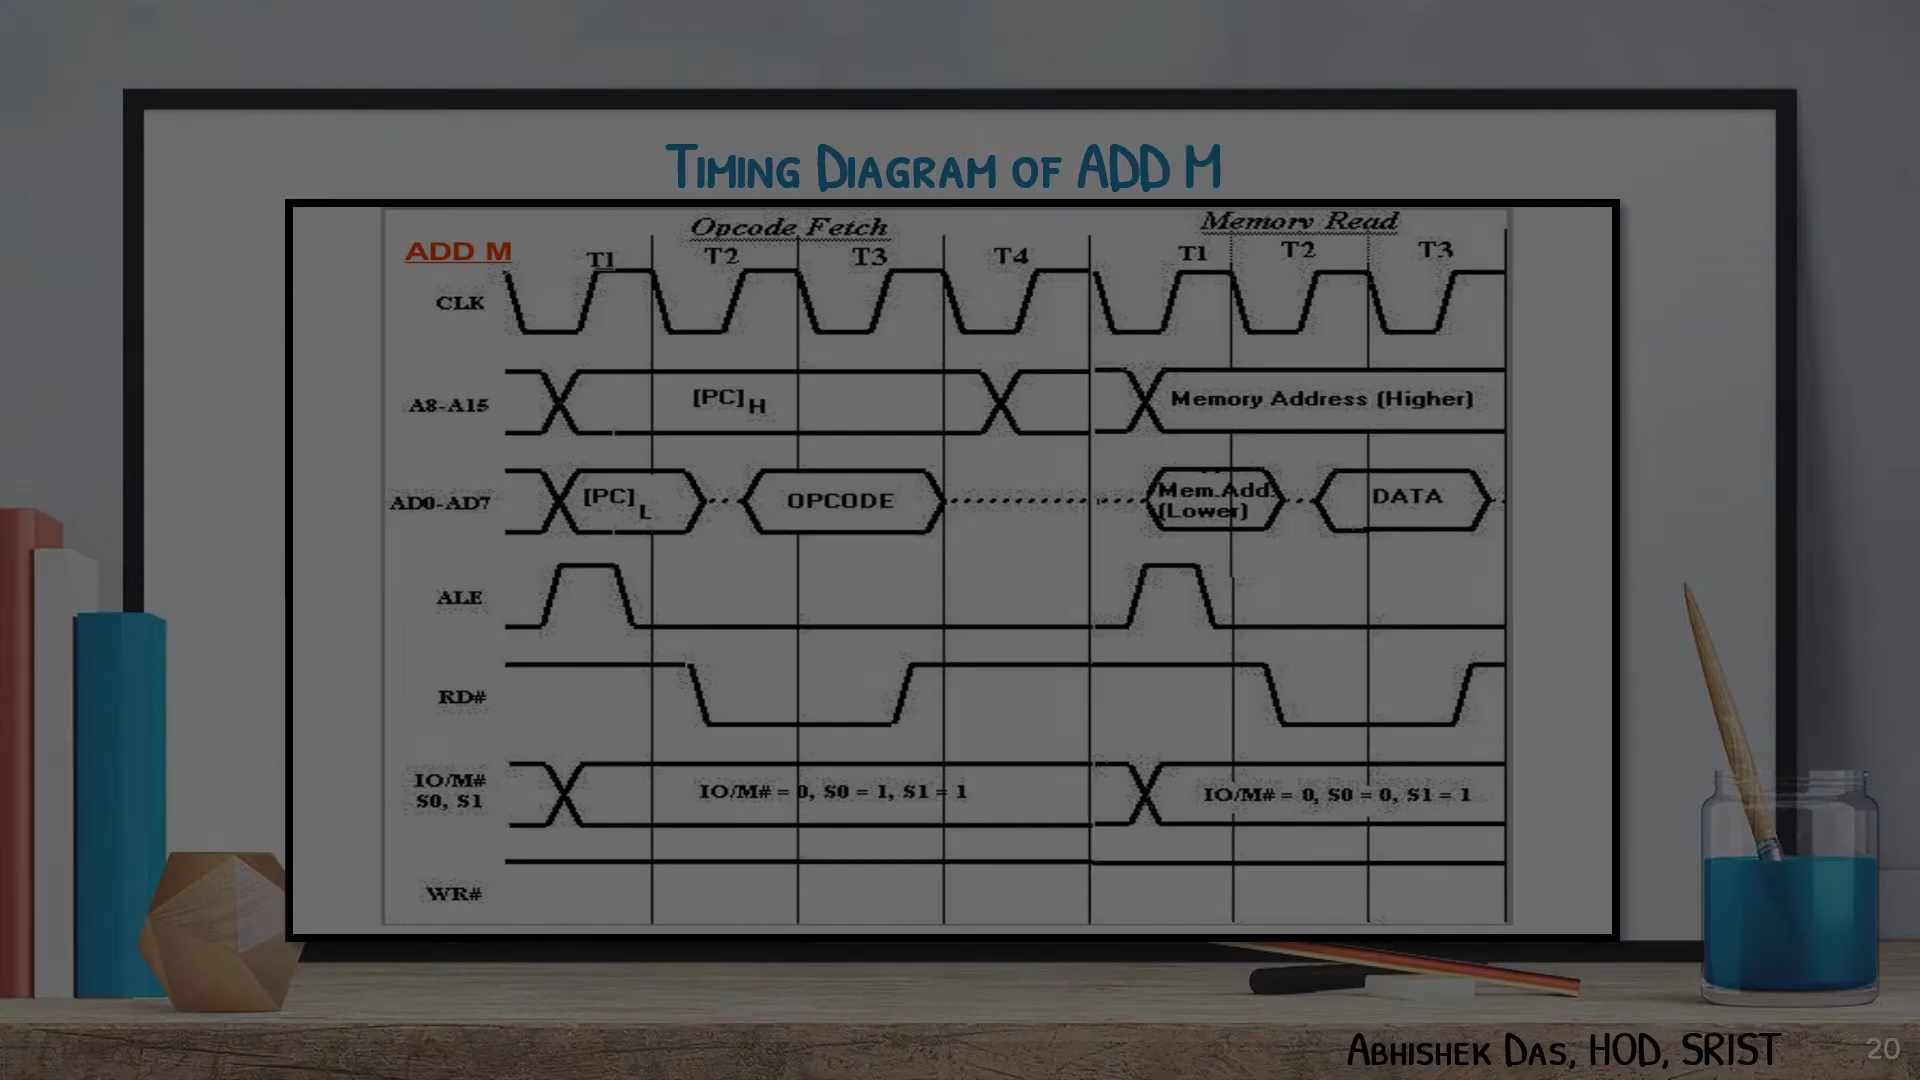 TIMING DIAGRAM OF ADD M
Opcode Fetch
Memory Read
ADD M
T1
T2
T3
T4
T1
T2
T3
CLK
A8-A15
[PC]H
Memory Address (Higher)
AD0-AD7
[PC]L
OPCODE
Mem.Add.
(Lower)
DATA
ALE
RD#
IO/M#
S0, S1
IO/M# = 0, S0 = 1, S1 = 1
IO/M# = 0, S0 = 0, S1 = 1
WR#
ABHISHEK DAS, HOD, SRIST
20